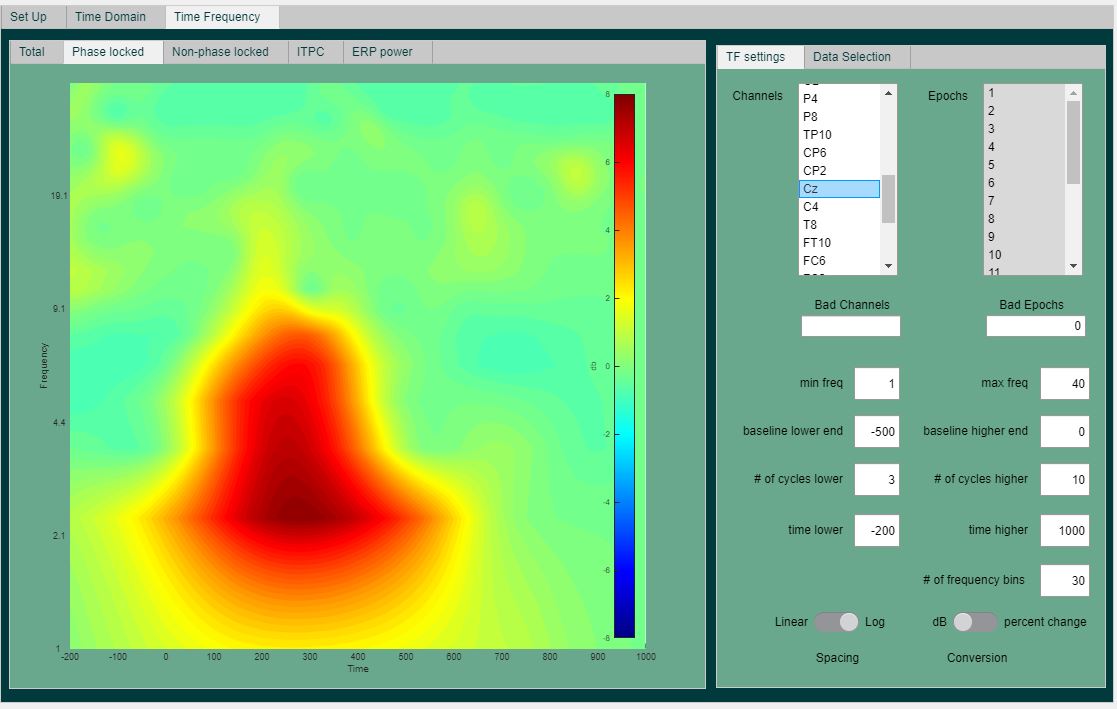 Set Up Time Domain Time Frequency
Total Phase locked Non-phase locked ITPC ERP power
8
6
4
2
0
-2
-4
-6
-8
db
19.1
9.1
4.4
2.1
1
Frequency
-200 -100 0 100 200 300 400 500 600 700 800 900 1000
Time
TF settings Data Selection
Channels
P4
P8
TP10
CP6
CP2
Cz
C4
T8
FT10
FC6
Epochs
1
2
3
4
5
6
7
8
9
10
11
Bad Channels
Bad Epochs
0
min freq 1 max freq 40
baseline lower end -500 baseline higher end 0
# of cycles lower 3 # of cycles higher 10
time lower -200 time higher 1000
# of frequency bins 30
Linear Log dB percent change
Spacing Conversion